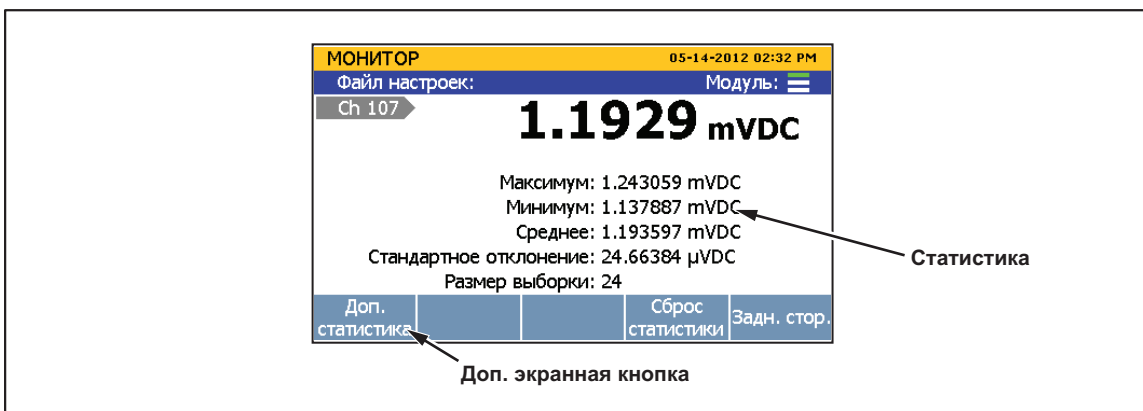 МОНИТОР 05-14-2012 02:32 PM
Файл настроек: Модуль:
Ch 107
1.1929 mVDC
Максимум: 1.243059 mVDC
Минимум: 1.137887 mVDC
Среднее: 1.193597 mVDC
Стандартное отклонение: 24.66384 µVDC
Размер выборки: 24
Статистика
Доп. статистика
Сброс статистики
Задн. стор.
Доп. экранная кнопка